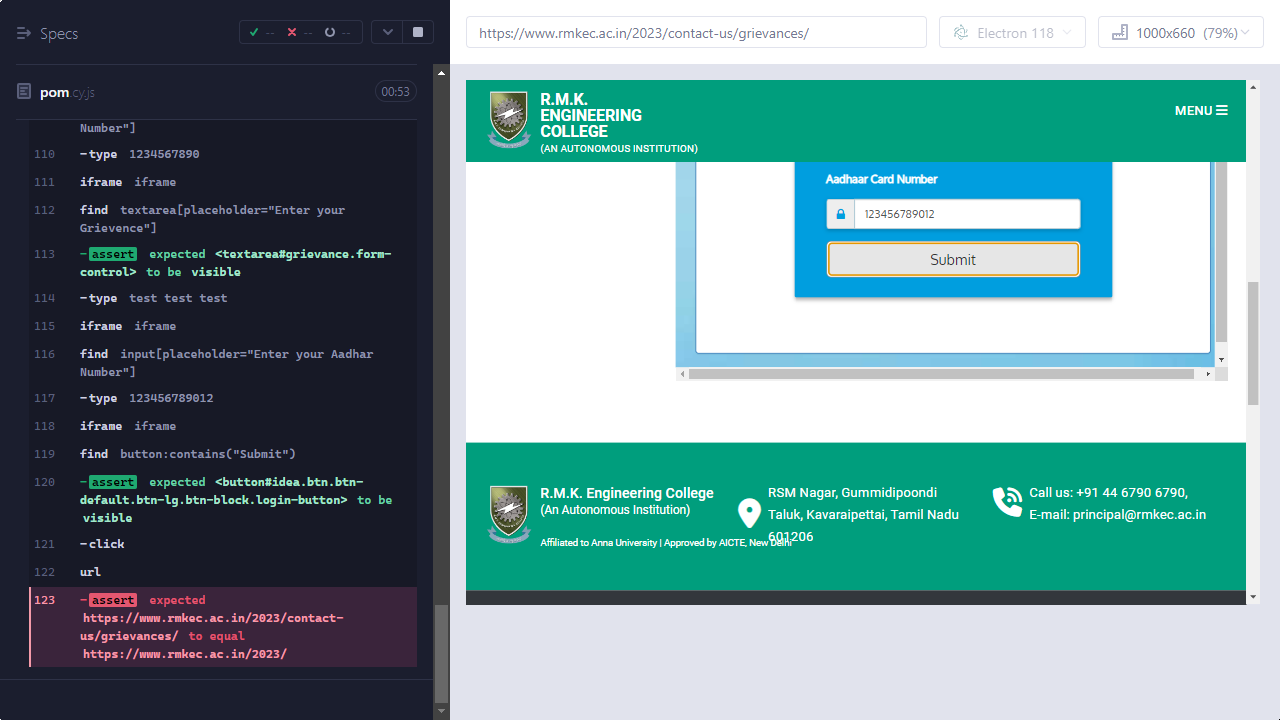 Specs
-- -- --
pom.cy.js
00:53
Number"]
110 -type 1234567890
111 iframe iframe
112 find textarea[placeholder="Enter your
Grievence"]
113 -assert expected <textarea#grievance.form-
control> to be visible
114 -type test test test
115 iframe iframe
116 find input[placeholder="Enter your Aadhar
Number"]
117 -type 123456789012
118 iframe iframe
119 find button:contains("Submit")
120 -assert expected <button#idea.btn.btn-
default.btn-lg.btn-block.login-button> to be
visible
121 -click
122 url
123 -assert expected
https://www.rmkec.ac.in/2023/contact-
us/grievances/ to equal
https://www.rmkec.ac.in/2023/
https://www.rmkec.ac.in/2023/contact-us/grievances/
Electron 118
1000x660 (79%)
R.M.K.
ENGINEERING
COLLEGE
(AN AUTONOMOUS INSTITUTION)
MENU
Aadhaar Card Number
123456789012
Submit
R.M.K. Engineering College
(An Autonomous Institution)
Affiliated to Anna University | Approved by AICTE, New Delhi
RSM Nagar, Gummidipoondi
Taluk, Kavaraipettai, Tamil Nadu
601206
Call us: +91 44 6790 6790,
E-mail: principal@rmkec.ac.in